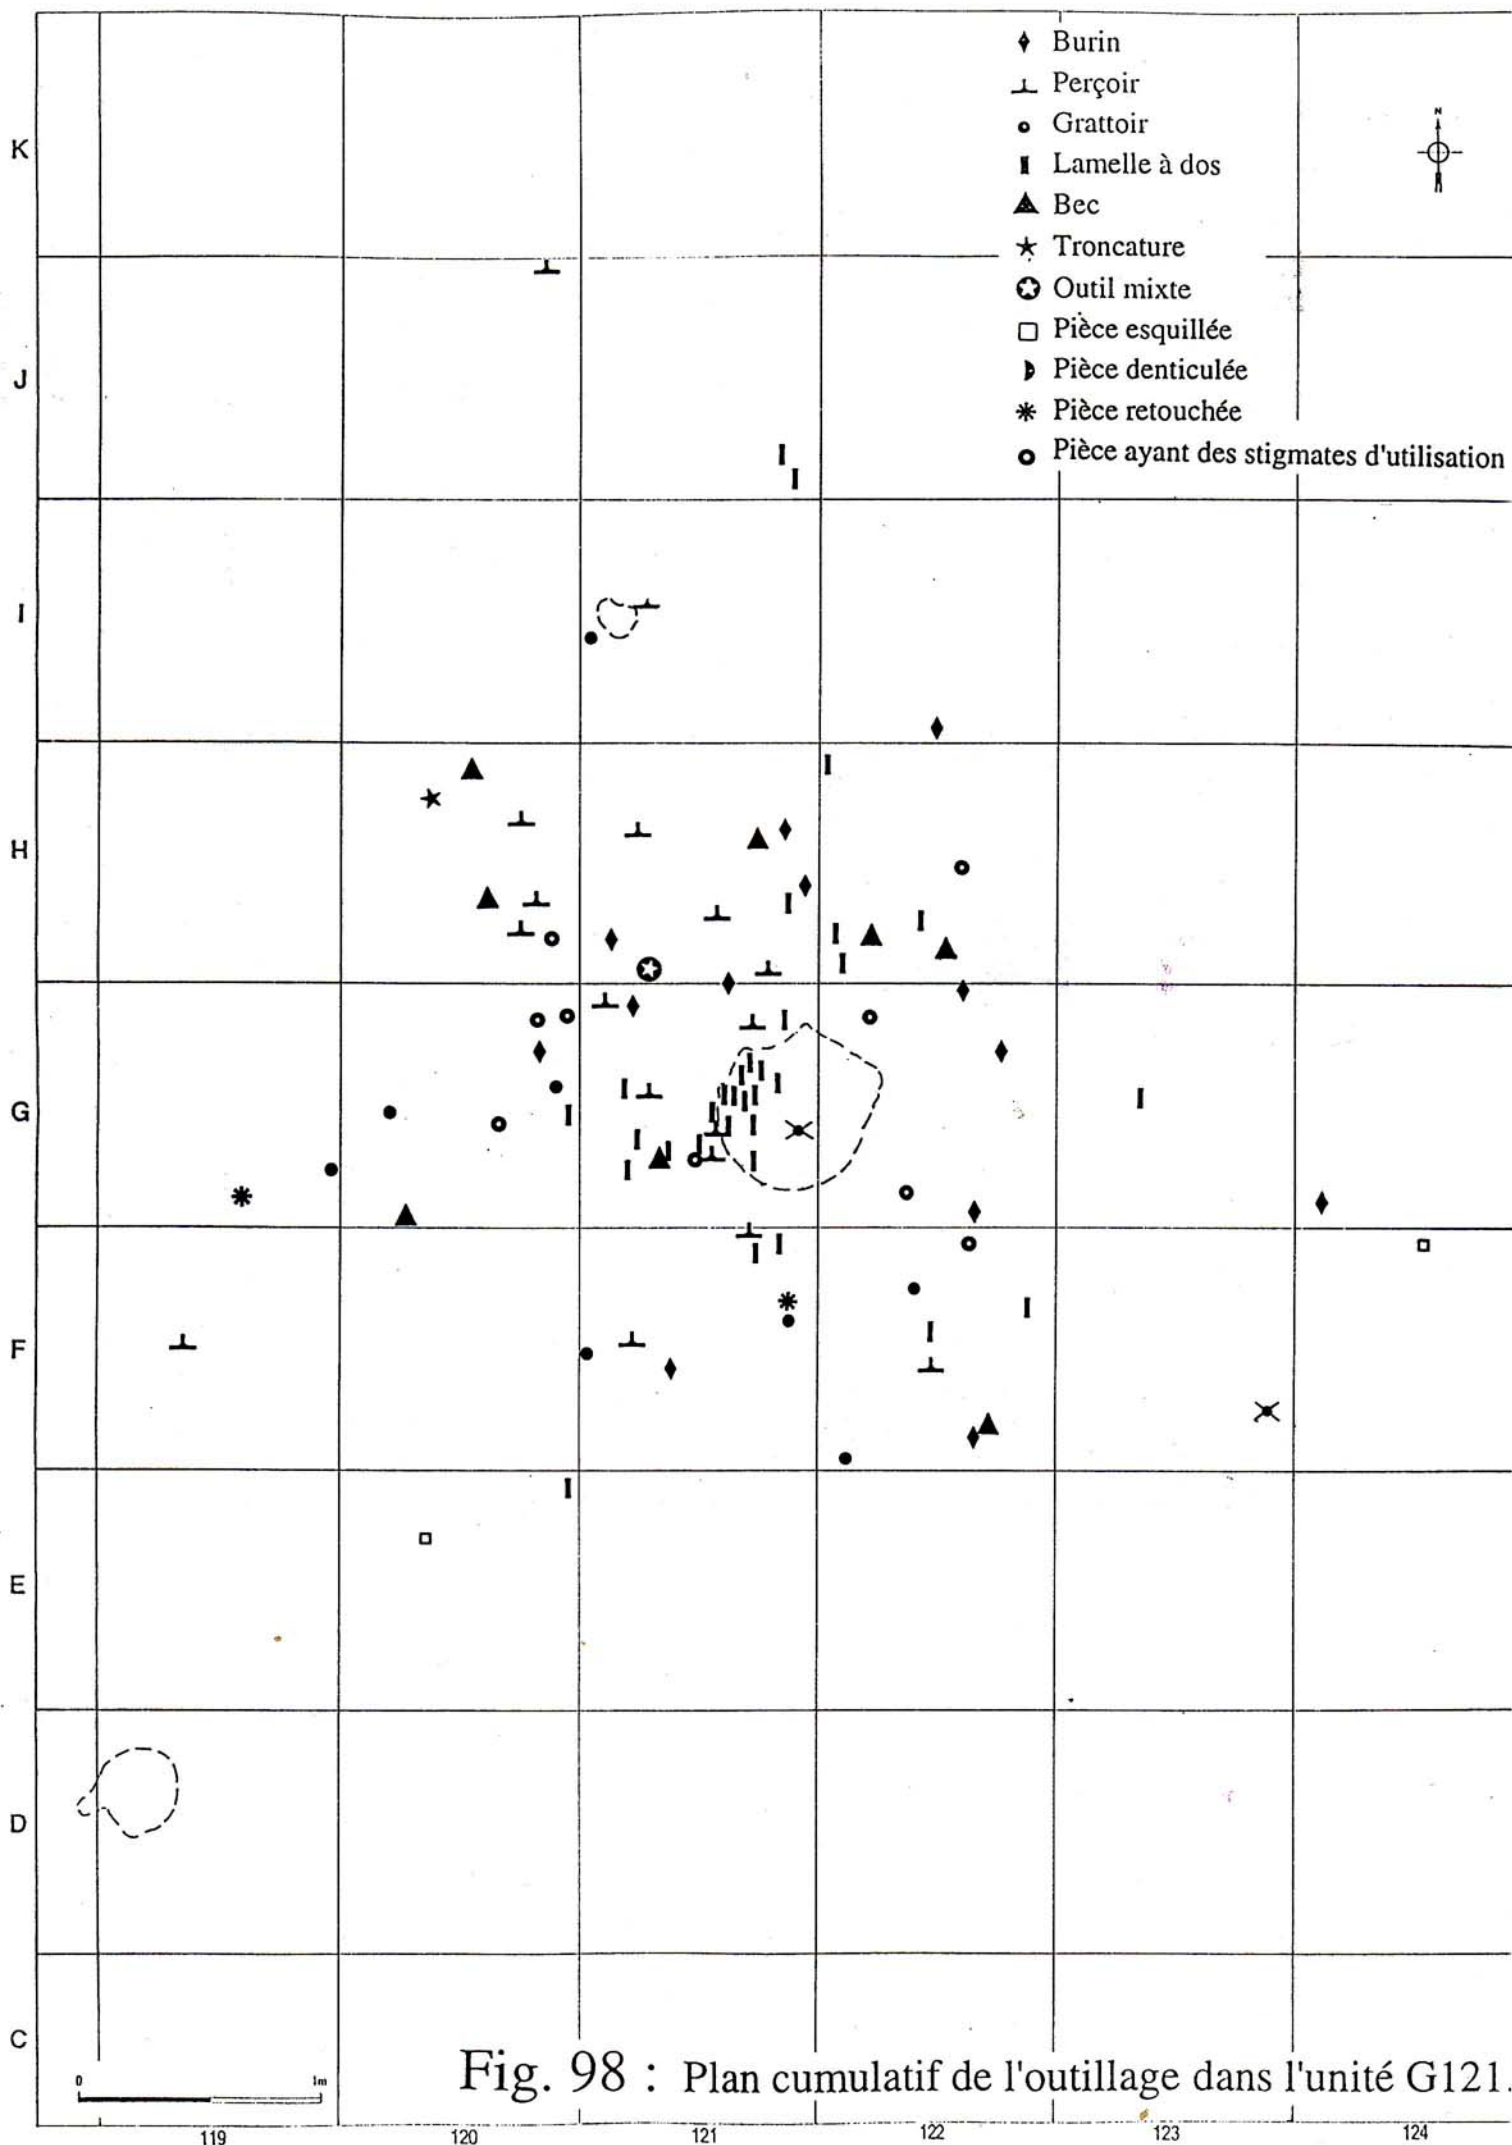 Burin
Perçoir
Grattoir
Lamelle à dos
Bec
Troncature
Outil mixte
Pièce esquillée
Pièce denticulée
Pièce retouchée
Pièce ayant des stigmates d'utilisation
N
K
J
I
H
G
F
E
D
C
0 1m
Fig. 98 : Plan cumulatif de l'outillage dans l'unité G121.
119 120 121 122 123 124